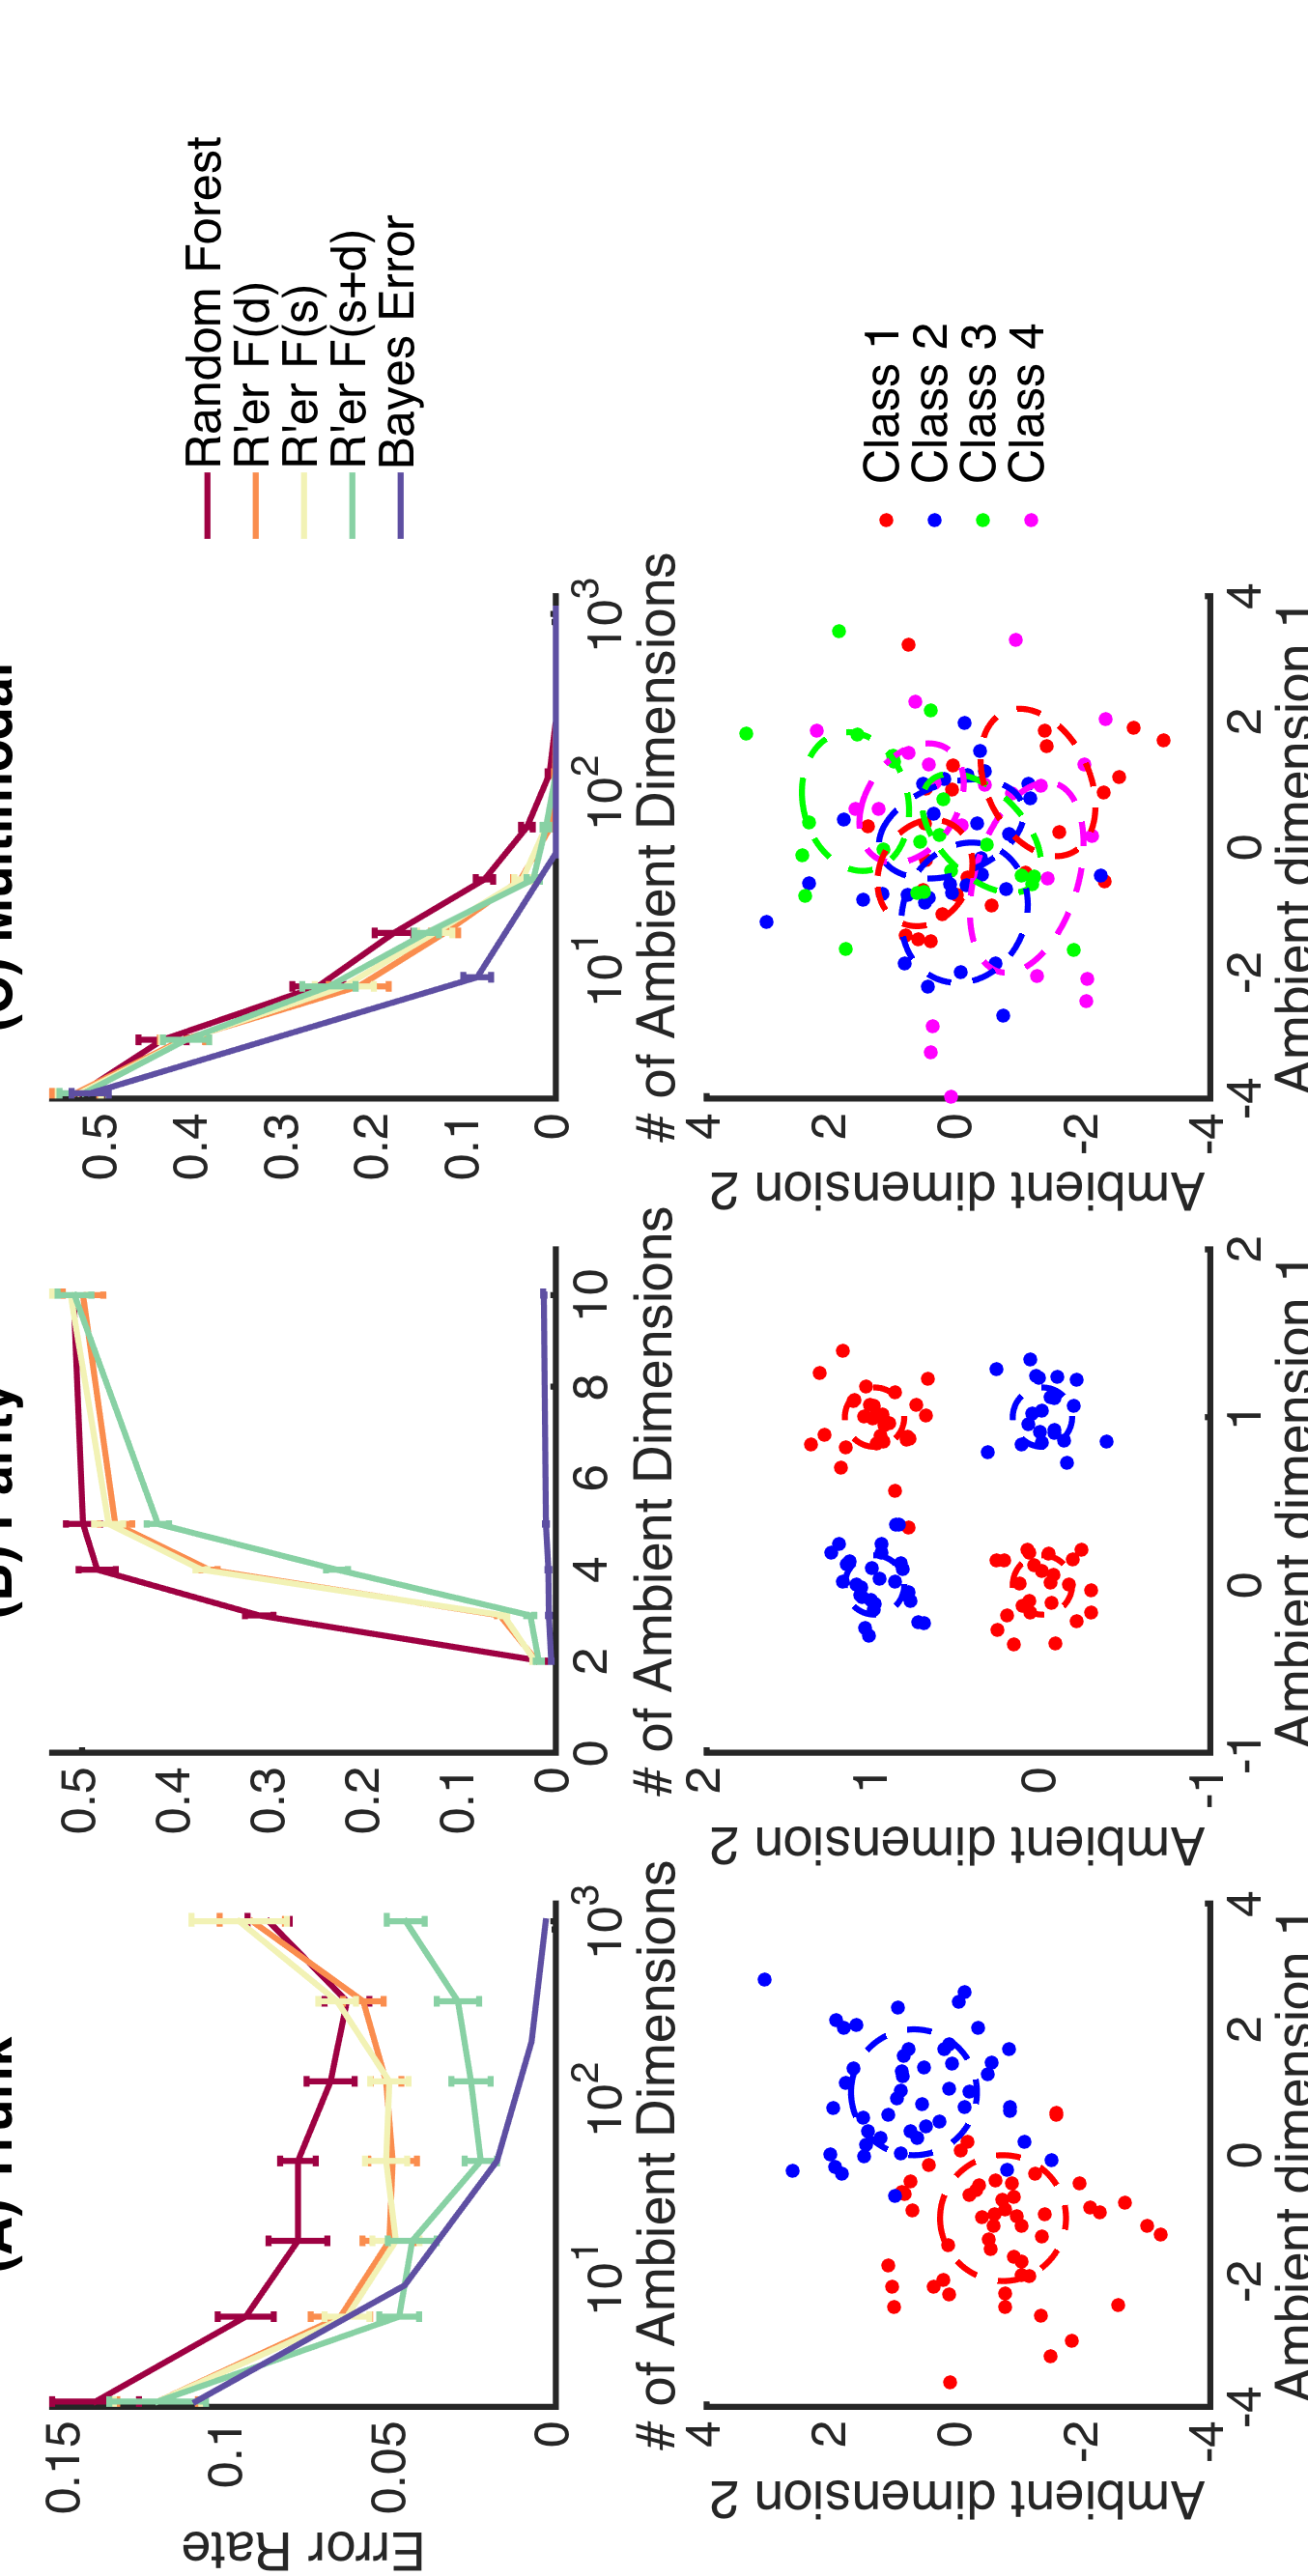 (A) Trunk
(B) Parity
(C) Multimodal
Error Rate
0.15
0.1
0.05
0
10^1
10^2
10^3
# of Ambient Dimensions
0.5
0.4
0.3
0.2
0.1
0
0
2
4
6
8
10
# of Ambient Dimensions
0.5
0.4
0.3
0.2
0.1
0
10^1
10^2
10^3
# of Ambient Dimensions
Random Forest
R'er F(d)
R'er F(s)
R'er F(s+d)
Bayes Error
Ambient dimension 2
4
2
0
-2
-4
-4
-2
0
2
4
Ambient dimension 1
Ambient dimension 2
2
1
0
-1
-1
0
1
2
Ambient dimension 1
Ambient dimension 2
4
2
0
-2
-4
-4
-2
0
2
4
Ambient dimension 1
Class 1
Class 2
Class 3
Class 4